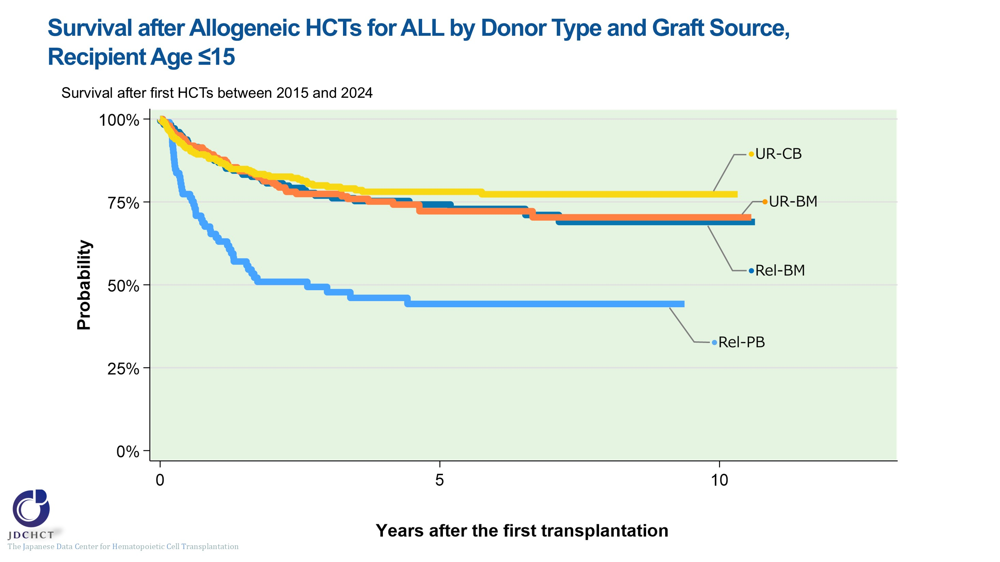 Survival after Allogeneic HCTs for ALL by Donor Type and Graft Source,
Recipient Age ≤15
Survival after first HCTs between 2015 and 2024
100%
75%
50%
25%
0%
Probability
UR-CB
UR-BM
Rel-BM
Rel-PB
0
5
10
Years after the first transplantation
JDCHCT
The Japanese Data Center for Hematopoietic Cell Transplantation